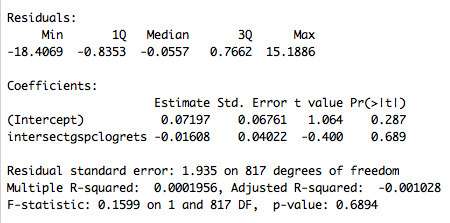 Residuals:
Min 1Q Median 3Q Max
-18.4069 -0.8353 -0.0557 0.7662 15.1886
Coefficients:
Estimate Std. Error t value Pr(>|t|)
(Intercept) 0.07197 0.06761 1.064 0.287
intersectgspclogrets -0.01608 0.04022 -0.400 0.689
Residual standard error: 1.935 on 817 degrees of freedom
Multiple R-squared: 0.0001956, Adjusted R-squared: -0.001028
F-statistic: 0.1599 on 1 and 817 DF, p-value: 0.6894